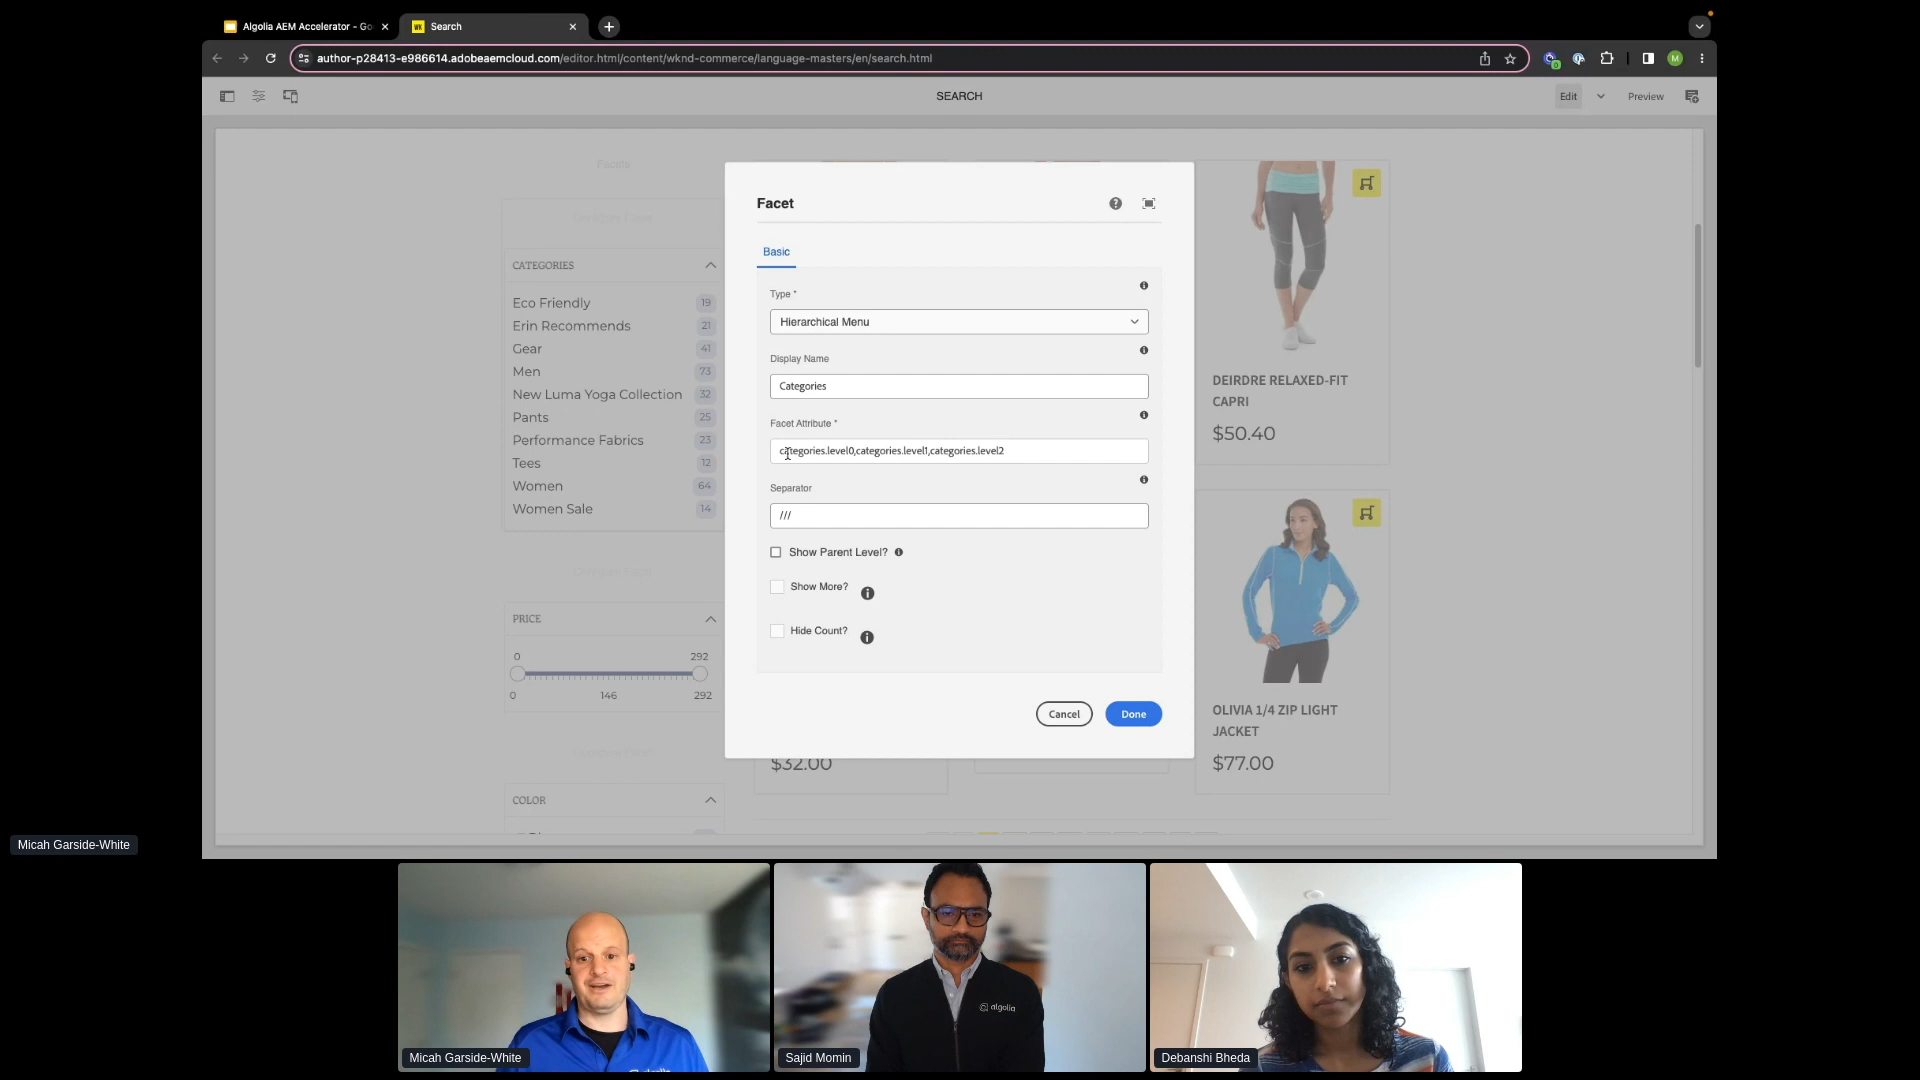 Algolia AEM Accelerator - Go
Search
author-p28413-e986614.adobeaemcloud.com/editor.html/content/wknd-commerce/language-masters/en/search.html
SEARCH
Edit
Preview
Facets
CATEGORIES
Eco Friendly 19
Erin Recommends 21
Gear 41
Men 73
New Luma Yoga Collection 32
Pants 25
Performance Fabrics 23
Tees 12
Women 64
Women Sale 14
PRICE
0 292
0 146 292
COLOR
Facet
Basic
Type *
Hierarchical Menu
Display Name
Categories
Facet Attribute *
categories.level0,categories.level1,categories.level2
Separator
///
Show Parent Level?
Show More?
Hide Count?
Cancel
Done
$32.00
DEIRDRE RELAXED-FIT
CAPRI
$50.40
OLIVIA 1/4 ZIP LIGHT
JACKET
$77.00
Micah Garside-White
Micah Garside-White
algolia
Sajid Momin
Debanshi Bheda